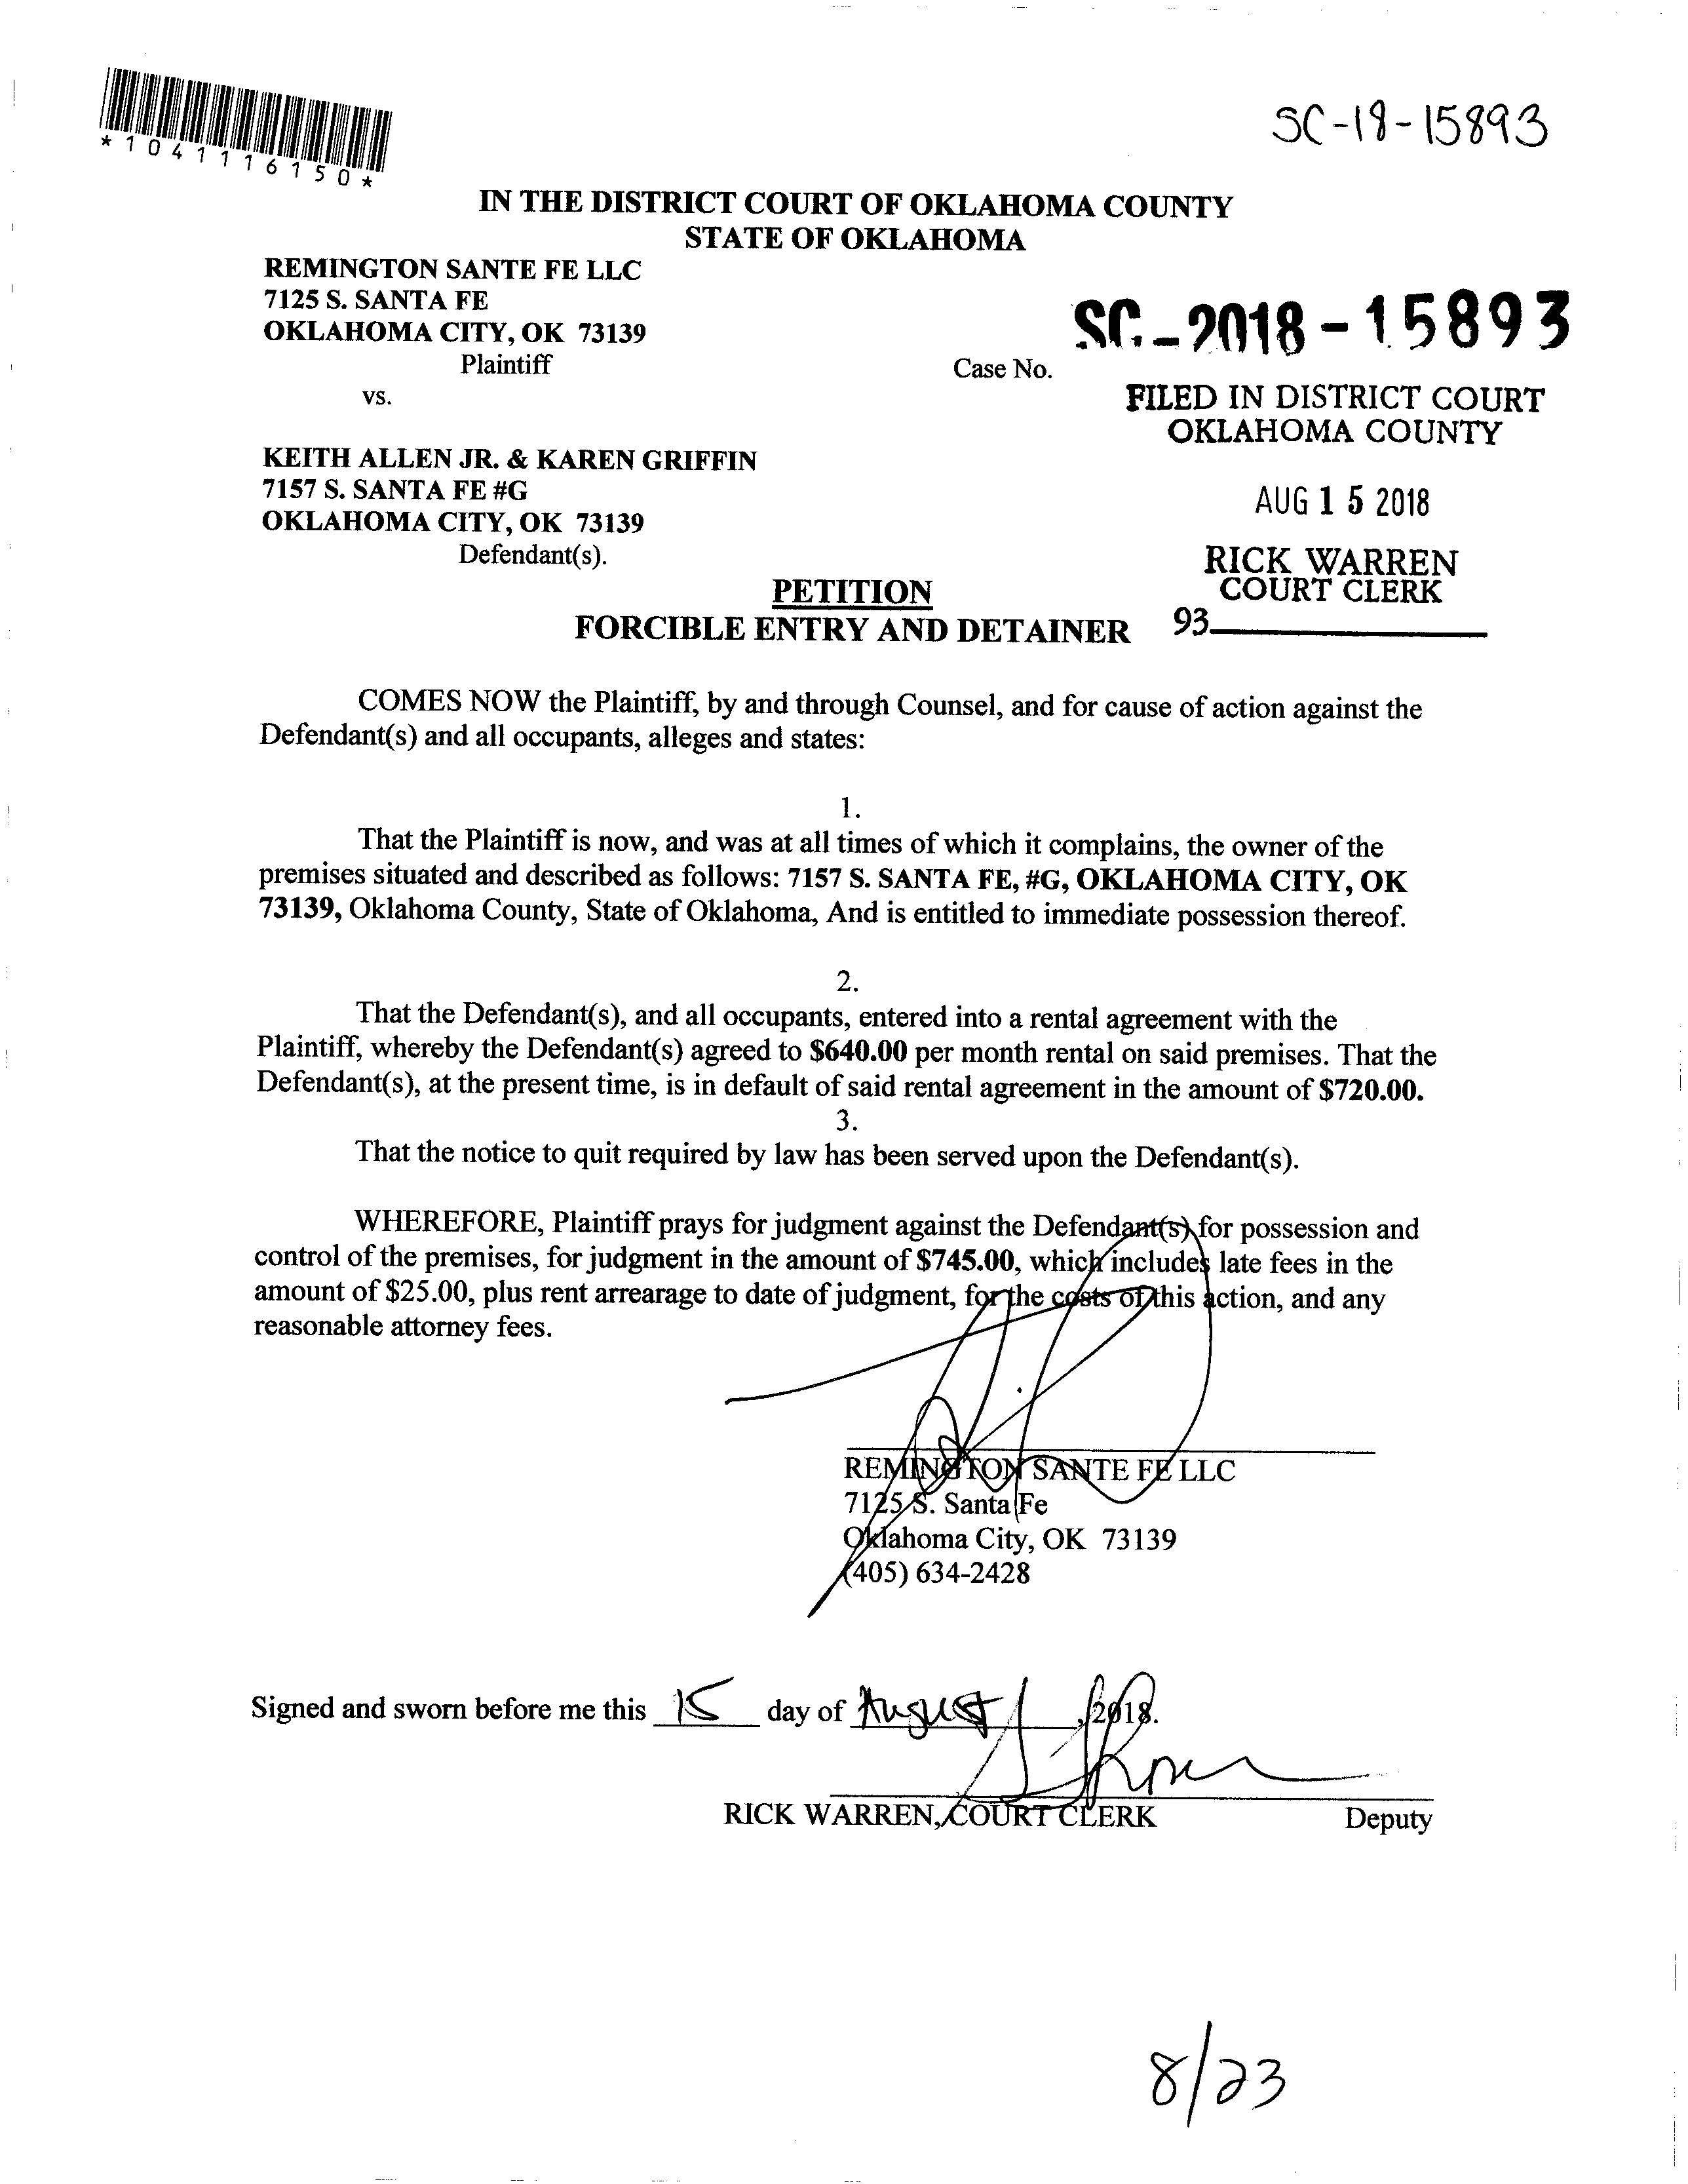 *1041116150*
SC-18-15893
IN THE DISTRICT COURT OF OKLAHOMA COUNTY
STATE OF OKLAHOMA
REMINGTON SANTE FE LLC
7125 S. SANTA FE
OKLAHOMA CITY, OK 73139
Plaintiff
SC-2018-15893
Case No.
vs.
FILED IN DISTRICT COURT
OKLAHOMA COUNTY
KEITH ALLEN JR. & KAREN GRIFFIN
7157 S. SANTA FE #G
OKLAHOMA CITY, OK 73139
Defendant(s).
AUG 15 2018
RICK WARREN
COURT CLERK
93
PETITION
FORCIBLE ENTRY AND DETAINER
COMES NOW the Plaintiff, by and through Counsel, and for cause of action against the
Defendant(s) and all occupants, alleges and states:
1.
That the Plaintiff is now, and was at all times of which it complains, the owner of the
premises situated and described as follows: 7157 S. SANTA FE, #G, OKLAHOMA CITY, OK
73139, Oklahoma County, State of Oklahoma, And is entitled to immediate possession thereof.
2.
That the Defendant(s), and all occupants, entered into a rental agreement with the
Plaintiff, whereby the Defendant(s) agreed to $640.00 per month rental on said premises. That the
Defendant(s), at the present time, is in default of said rental agreement in the amount of $720.00.
3.
That the notice to quit required by law has been served upon the Defendant(s).
WHEREFORE, Plaintiff prays for judgment against the Defendant(s) for possession and
control of the premises, for judgment in the amount of $745.00, which includes late fees in the
amount of $25.00, plus rent arrearage to date of judgment, for the costs of this action, and any
reasonable attorney fees.
REMINGTON SANTE FE LLC
7125 S. Santa Fe
Oklahoma City, OK 73139
(405) 634-2428
Signed and sworn before me this 15 day of August, 2018.
RICK WARREN, COURT CLERK Deputy
8/23